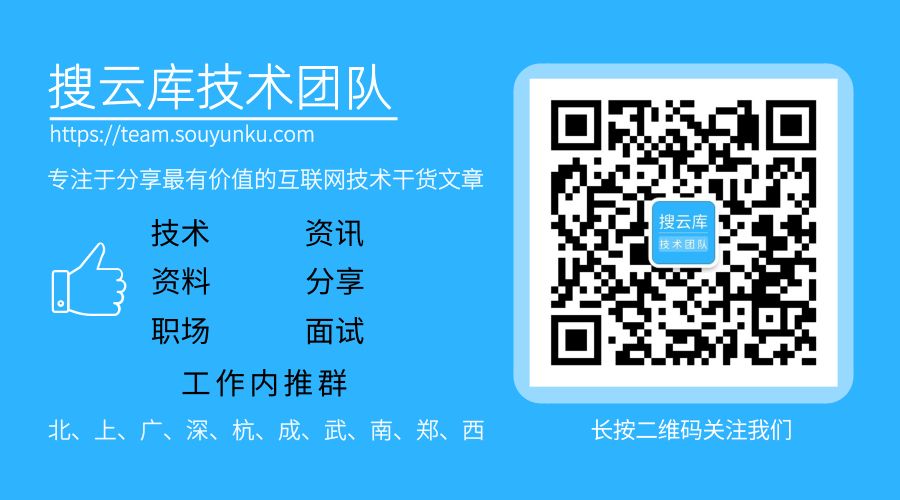 搜云库技术团队
https://team.souyunku.com
专注于分享最有价值的互联网技术干货文章
技术 资讯
资料 分享
职场 面试
工作内推群
北、上、广、深、杭、成、武、南、郑、西
搜云库
技术团队
长按二维码关注我们